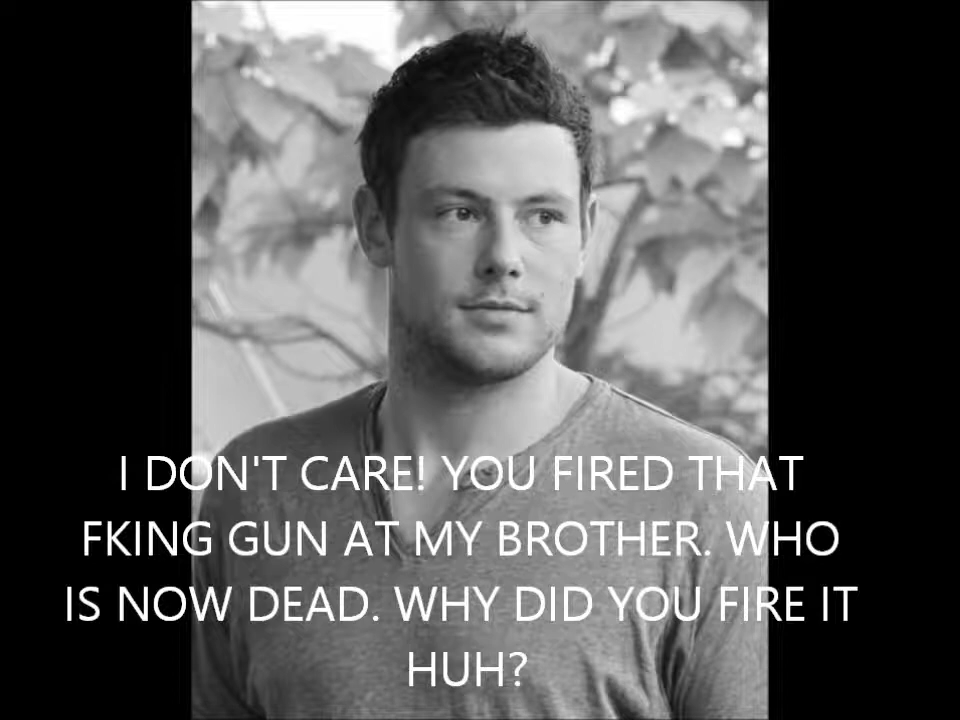 I DON'T CARE! YOU FIRED THAT
FKING GUN AT MY BROTHER. WHO
IS NOW DEAD. WHY DID YOU FIRE IT
HUH?